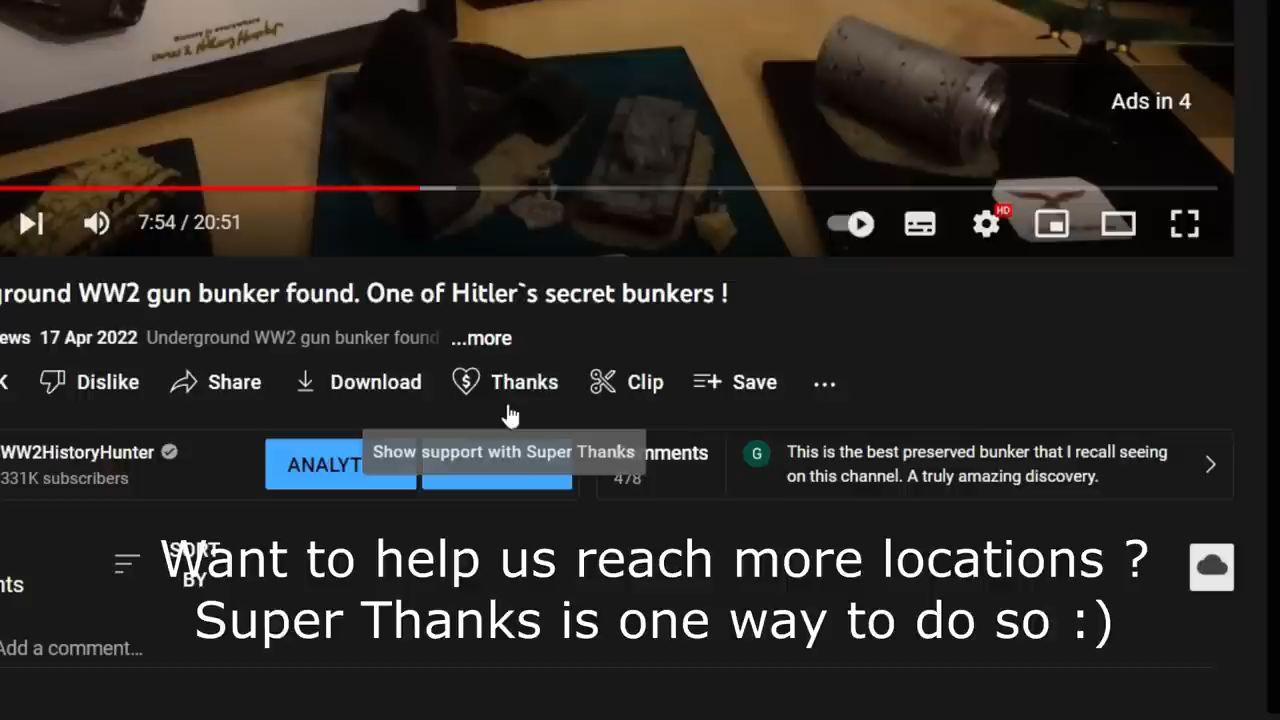 Ads in 4
HD
7:54 / 20:51
ground WW2 gun bunker found. One of Hitler`s secret bunkers !
ews 17 Apr 2022 Underground WW2 gun bunker found ...more
K Dislike Share Download Thanks Clip Save ...
Show support with Super Thanks
WW2HistoryHunter
331K subscribers
ANALYT
mments
478
G
This is the best preserved bunker that I recall seeing
on this channel. A truly amazing discovery.
SORT
BY
Want to help us reach more locations ?
nts
Super Thanks is one way to do so :)
Add a comment...